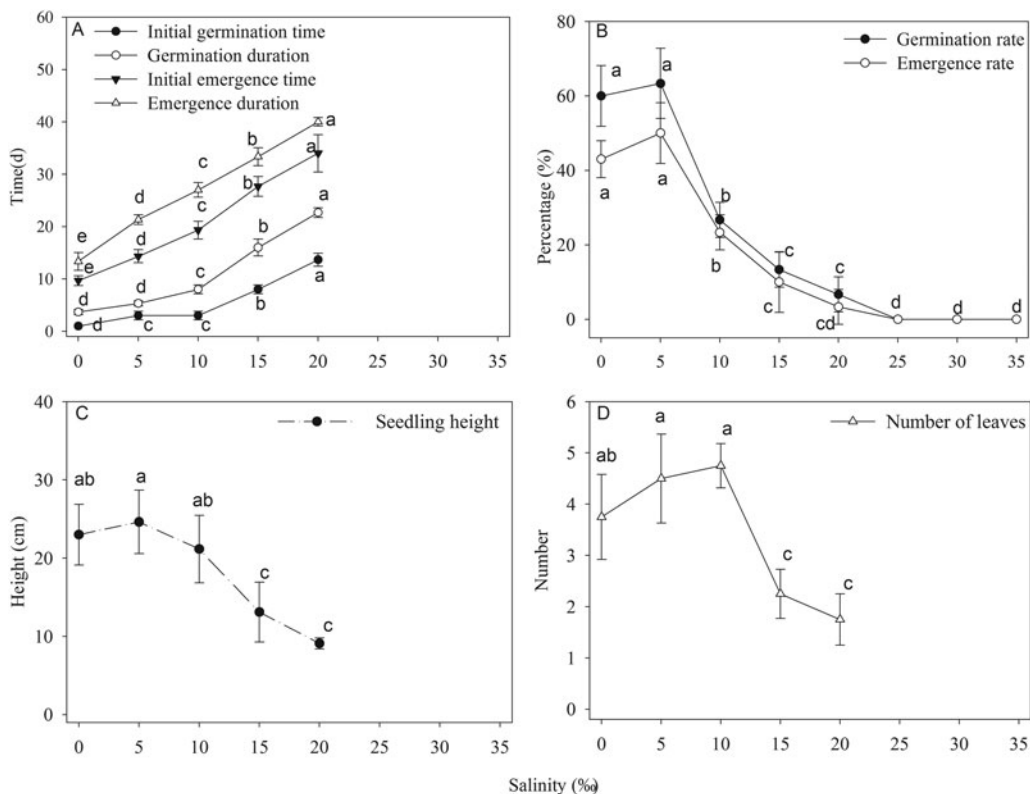 A
Initial germination time
Germination duration
Initial emergence time
Emergence duration
Time(d)
60
50
40
30
20
10
0
e
d
c
b
a
e
d
c
b
a
d
d
c
b
a
d
c
c
b
a
0 5 10 15 20 25 30 35
B
Germination rate
Emergence rate
Percentage (%)
80
60
40
20
0
a
a
b
c
c
d
d
d
a
a
b
c
cd
0 5 10 15 20 25 30 35
C
Seedling height
Height (cm)
40
30
20
10
0
ab
a
ab
c
c
0 5 10 15 20 25 30 35
D
Number of leaves
Number
6
5
4
3
2
1
0
ab
a
a
c
c
0 5 10 15 20 25 30 35
Salinity (‰)